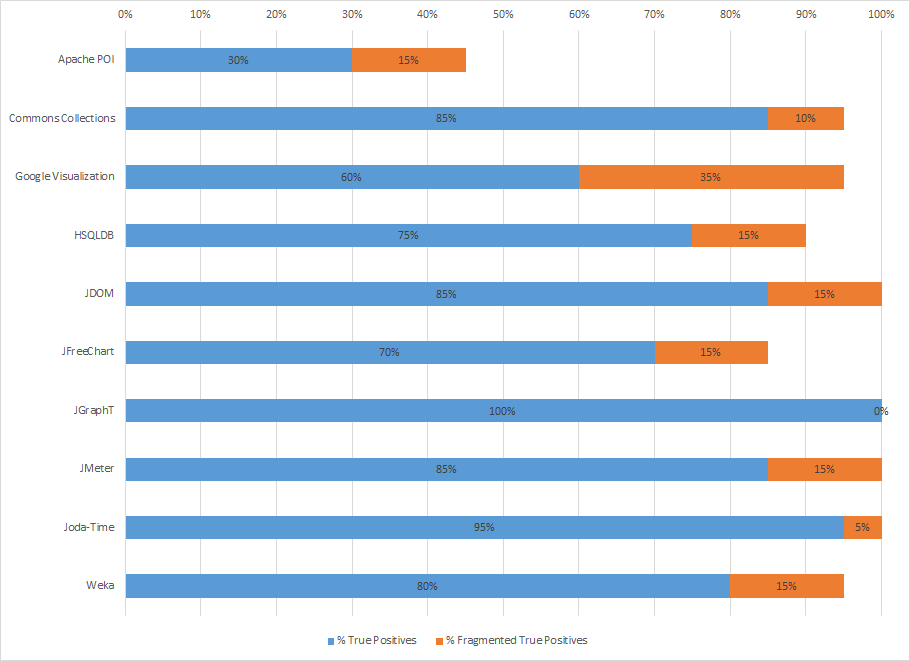 0% 10% 20% 30% 40% 50% 60% 70% 80% 90% 100%
Apache POI 30% 15%
Commons Collections 85% 10%
Google Visualization 60% 35%
HSQLDB 75% 15%
JDOM 85% 15%
JFreeChart 70% 15%
JGraphT 100% 0%
JMeter 85% 15%
Joda-Time 95% 5%
Weka 80% 15%
% True Positives % Fragmented True Positives